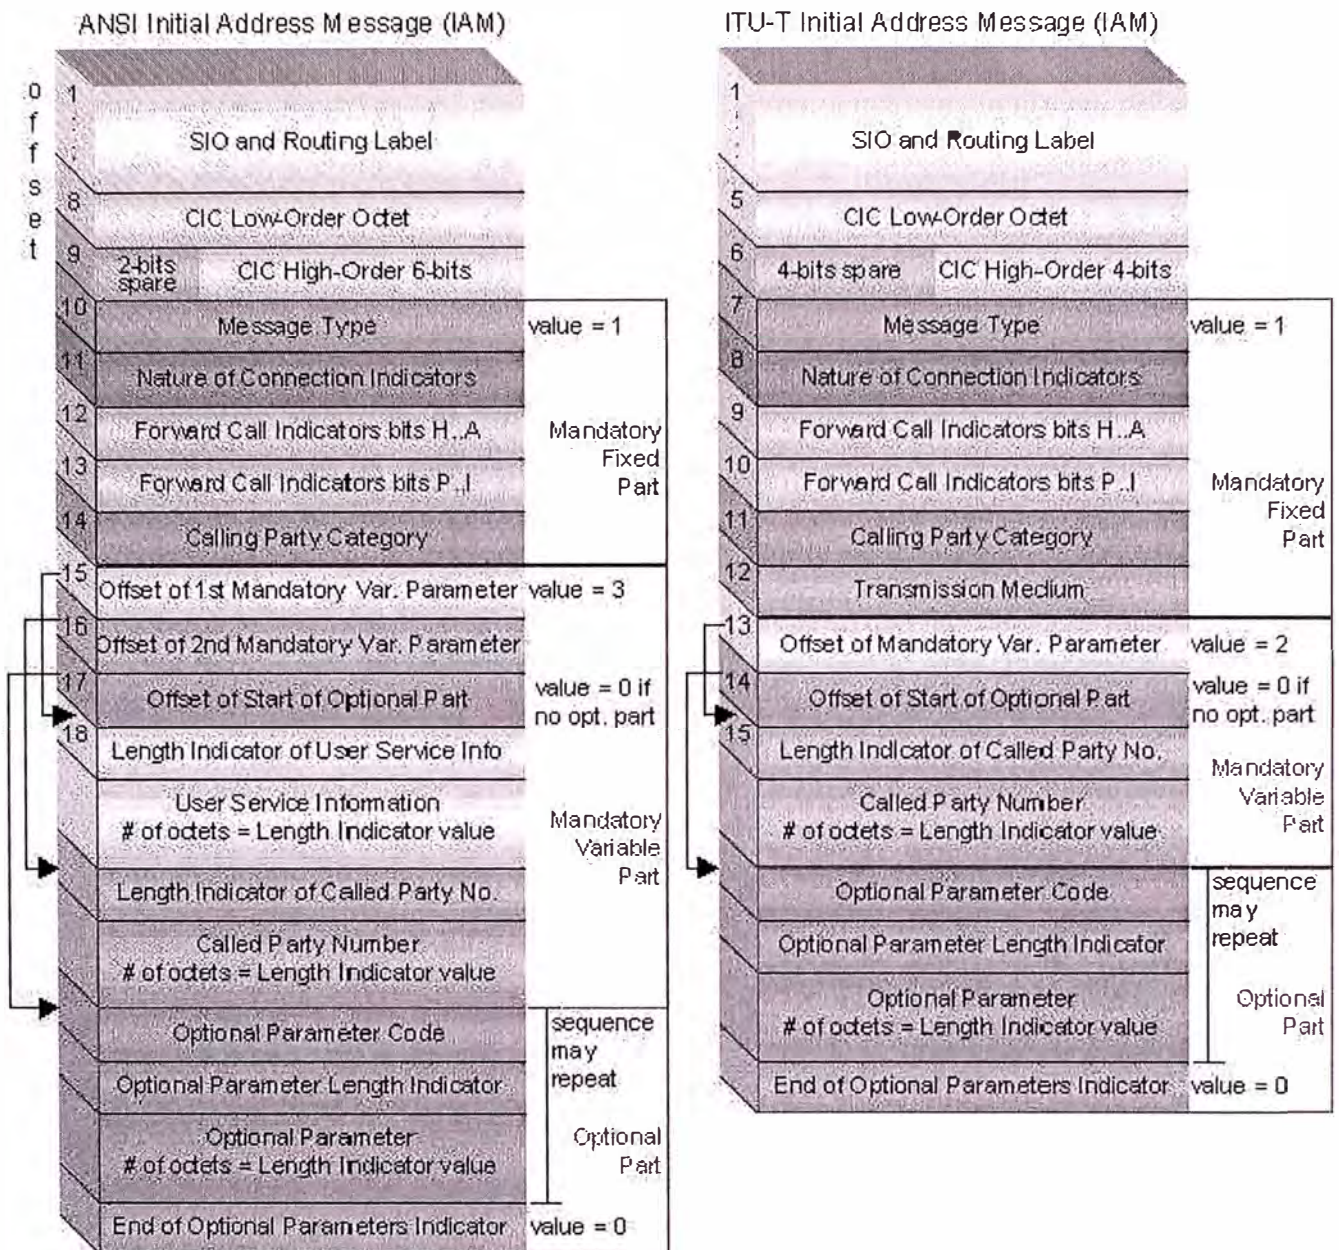 ANSI Initial Address Message (IAM)
o
f
f
s
e
t
1
.
.
.
SIO and Routing Label
8
CIC Low-Order Octet
9
2-bits
spare
CIC High-Order 6-bits
10
Message Type
value = 1
11
Nature of Connection Indicators
12
Forward Call Indicators bits H..A
13
Forward Call Indicators bits P..I
14
Calling Party Category
Mandatory
Fixed
Part
15
Offset of 1st Mandatory Var. Parameter
value = 3
16
Offset of 2nd Mandatory Var. Parameter
17
Offset of Start of Optional Part
value = 0 if
no opt. part
18
Length Indicator of User Service Info
User Service Information
# of octets = Length Indicator value
Mandatory
Variable
Part
Length Indicator of Called Party No.
Called Party Number
# of octets = Length Indicator value
Optional Parameter Code
sequence
may
repeat
Optional Parameter Length Indicator
Optional Parameter
# of octets = Length Indicator value
Optional
Part
End of Optional Parameters Indicator
value = 0
ITU-T Initial Address Message (IAM)
1
.
.
.
SIO and Routing Label
5
CIC Low-Order Octet
6
4-bits spare
CIC High-Order 4-bits
7
Message Type
value = 1
8
Nature of Connection Indicators
9
Forward Call Indicators bits H..A
10
Forward Call Indicators bits P..I
11
Calling Party Category
12
Transmission Medium
Mandatory
Fixed
Part
13
Offset of Mandatory Var. Parameter
value = 2
14
Offset of Start of Optional Part
value = 0 if
no opt. part
15
Length Indicator of Called Party No.
Called Party Number
# of octets = Length Indicator value
Mandatory
Variable
Part
Optional Parameter Code
sequence
may
repeat
Optional Parameter Length Indicator
Optional Parameter
# of octets = Length Indicator value
Optional
Part
End of Optional Parameters Indicator
value = 0